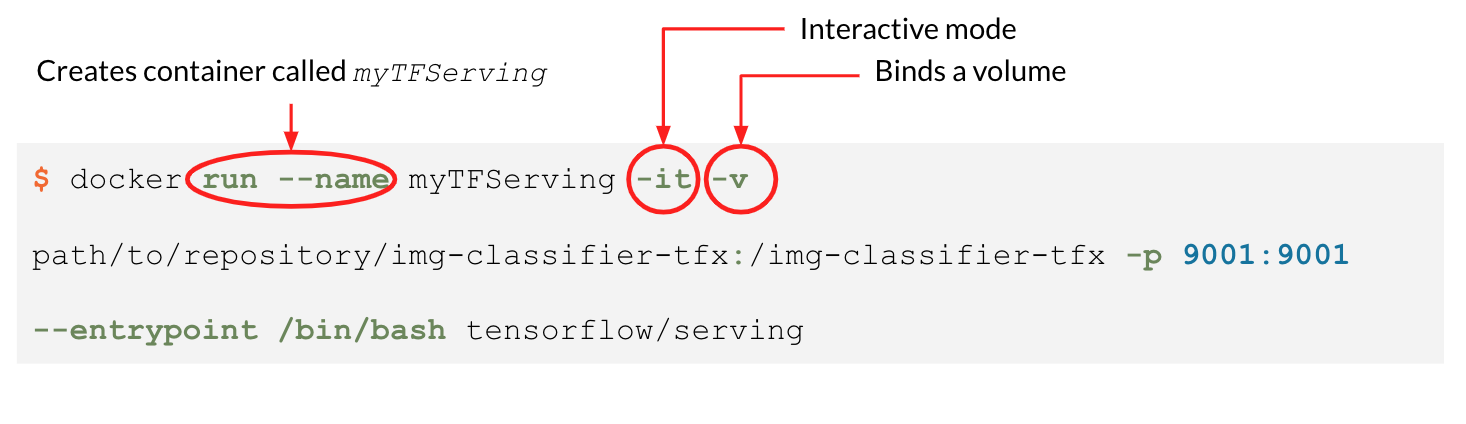 Interactive mode
Creates container called myTFServing
Binds a volume
$ docker run --name myTFServing -it -v
path/to/repository/img-classifier-tfx:/img-classifier-tfx -p 9001:9001
--entrypoint /bin/bash tensorflow/serving